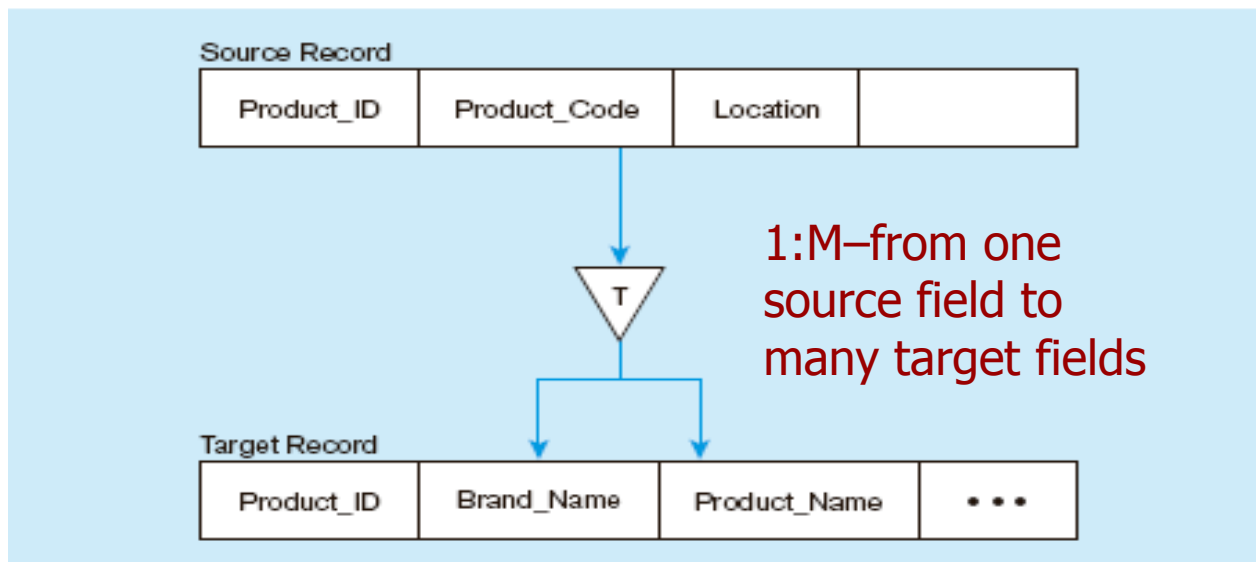 Source Record
Product_ID Product_Code Location
T
1:M–from one
source field to
many target fields
Target Record
Product_ID Brand_Name Product_Name •••